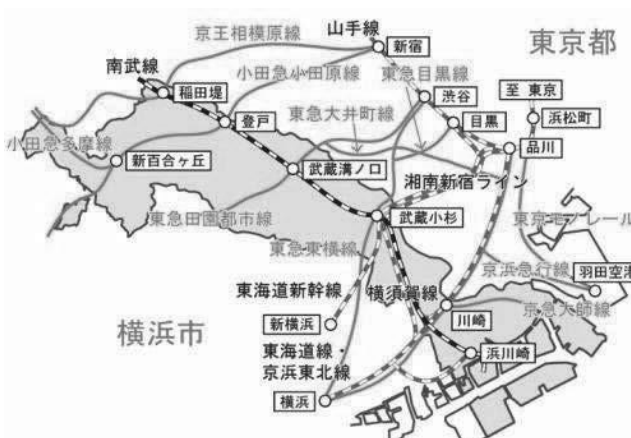 山手線
京王相模原線
新宿
東京都
南武線
小田急小田原線
東急目黒線
稲田堤
渋谷
至 東京
登戸
東急大井町線
目黒
浜松町
小田急多摩線
品川
新百合ヶ丘
武蔵溝ノ口
湘南新宿ライン
東急田園都市線
武蔵小杉
東京モノレール
東急東横線
京浜急行線
羽田空港
東海道新幹線
横須賀線
京急大師線
横浜市
新横浜
川崎
東海道線・
京浜東北線
浜川崎
横浜